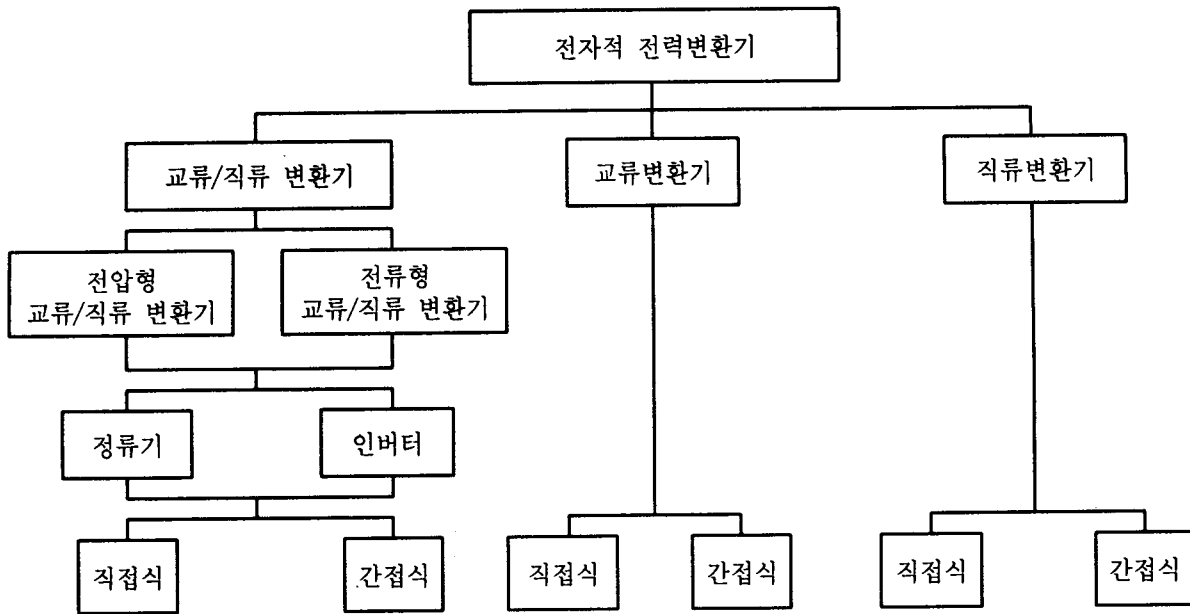 전자적 전력변환기
교류/직류 변환기
교류변환기
직류변환기
전압형
교류/직류 변환기
전류형
교류/직류 변환기
정류기
인버터
직접식
간접식
직접식
간접식
직접식
간접식